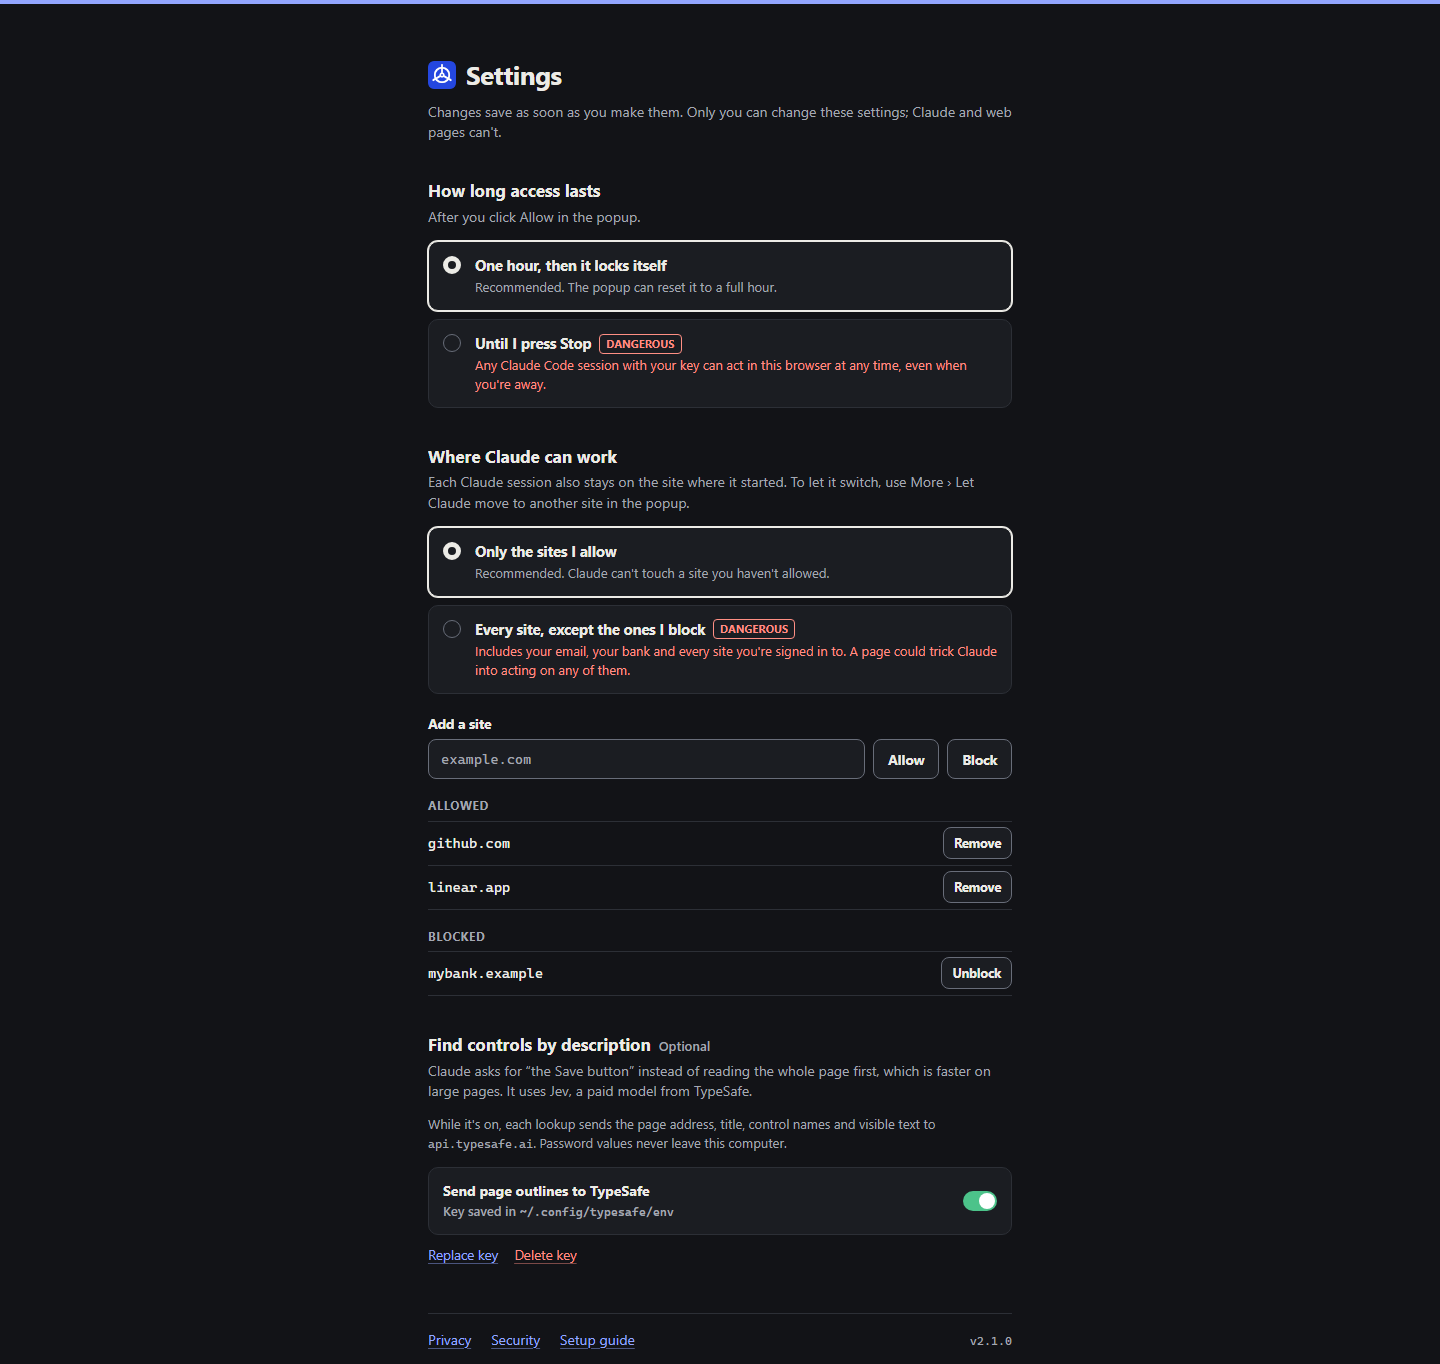 Settings
Changes save as soon as you make them. Only you can change these settings; Claude and web
pages can't.
How long access lasts
After you click Allow in the popup.
One hour, then it locks itself
Recommended. The popup can reset it to a full hour.
Until I press Stop DANGEROUS
Any Claude Code session with your key can act in this browser at any time, even when
you're away.
Where Claude can work
Each Claude session also stays on the site where it started. To let it switch, use More › Let
Claude move to another site in the popup.
Only the sites I allow
Recommended. Claude can't touch a site you haven't allowed.
Every site, except the ones I block DANGEROUS
Includes your email, your bank and every site you're signed in to. A page could trick Claude
into acting on any of them.
Add a site
example.com Allow Block
ALLOWED
github.com Remove
linear.app Remove
BLOCKED
mybank.example Unblock
Find controls by description Optional
Claude asks for “the Save button” instead of reading the whole page first, which is faster on
large pages. It uses Jev, a paid model from TypeSafe.
While it's on, each lookup sends the page address, title, control names and visible text to
api.typesafe.ai. Password values never leave this computer.
Send page outlines to TypeSafe
Key saved in ~/.config/typesafe/env
Replace key Delete key
Privacy Security Setup guide v2.1.0